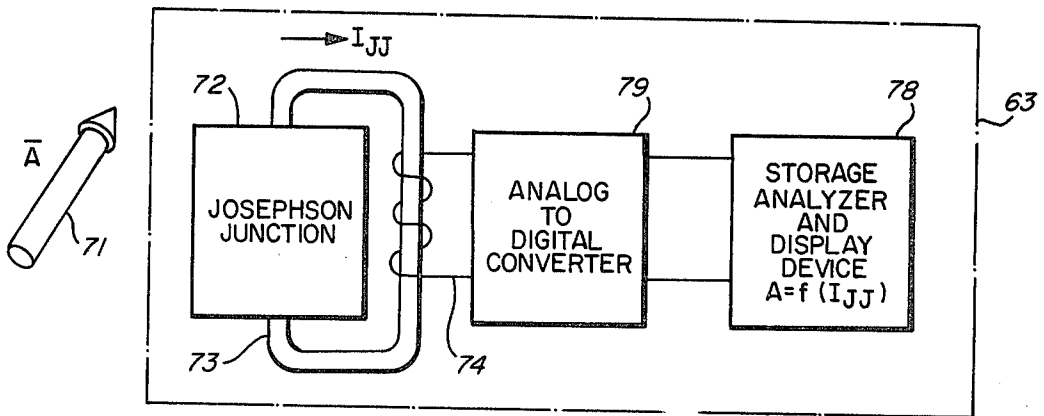 I_JJ
72
79
78
63
A̅
71
JOSEPHSON
JUNCTION
ANALOG
TO
DIGITAL
CONVERTER
STORAGE
ANALYZER
AND
DISPLAY
DEVICE
A=f (I_JJ)
73
74